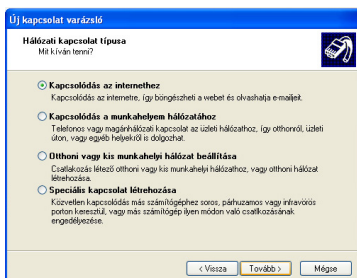 Új kapcsolat varázsló
Hálózati kapcsolat típusa
Mit kíván tenni?
Kapcsolódás az internethez
Kapcsolódás az internetre, így böngészheti a webet és olvashatja e-mailjeit.
Kapcsolódás a munkahelyem hálózatához
Telefonos vagy magánhálózati kapcsolat az üzleti hálózathoz, így otthonról, üzleti
úton, vagy egyéb helyekről is dolgozhat.
Otthoni vagy kis munkahelyi hálózat beállítása
Csatlakozás létező otthoni vagy kis munkahelyi hálózathoz, vagy otthoni hálózat
létrehozása.
Speciális kapcsolat létrehozása
Közvetlen kapcsolódás más számítógéphez soros, párhuzamos vagy infravörös
porton keresztül, vagy más számítógép ilyen módon való csatlkozásának
engedélyezése.
< Vissza
Tovább >
Mégse